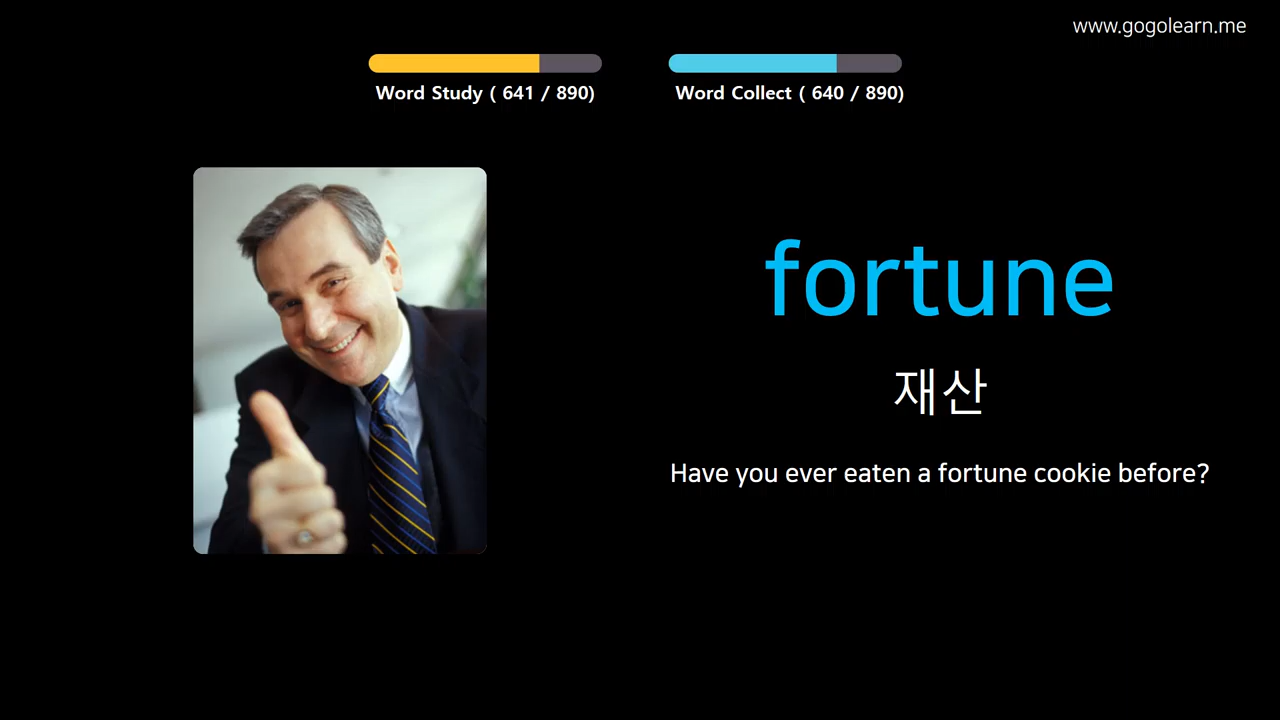 www.gogolearn.me
Word Study ( 641 / 890)
Word Collect ( 640 / 890)
fortune
재산
Have you ever eaten a fortune cookie before?